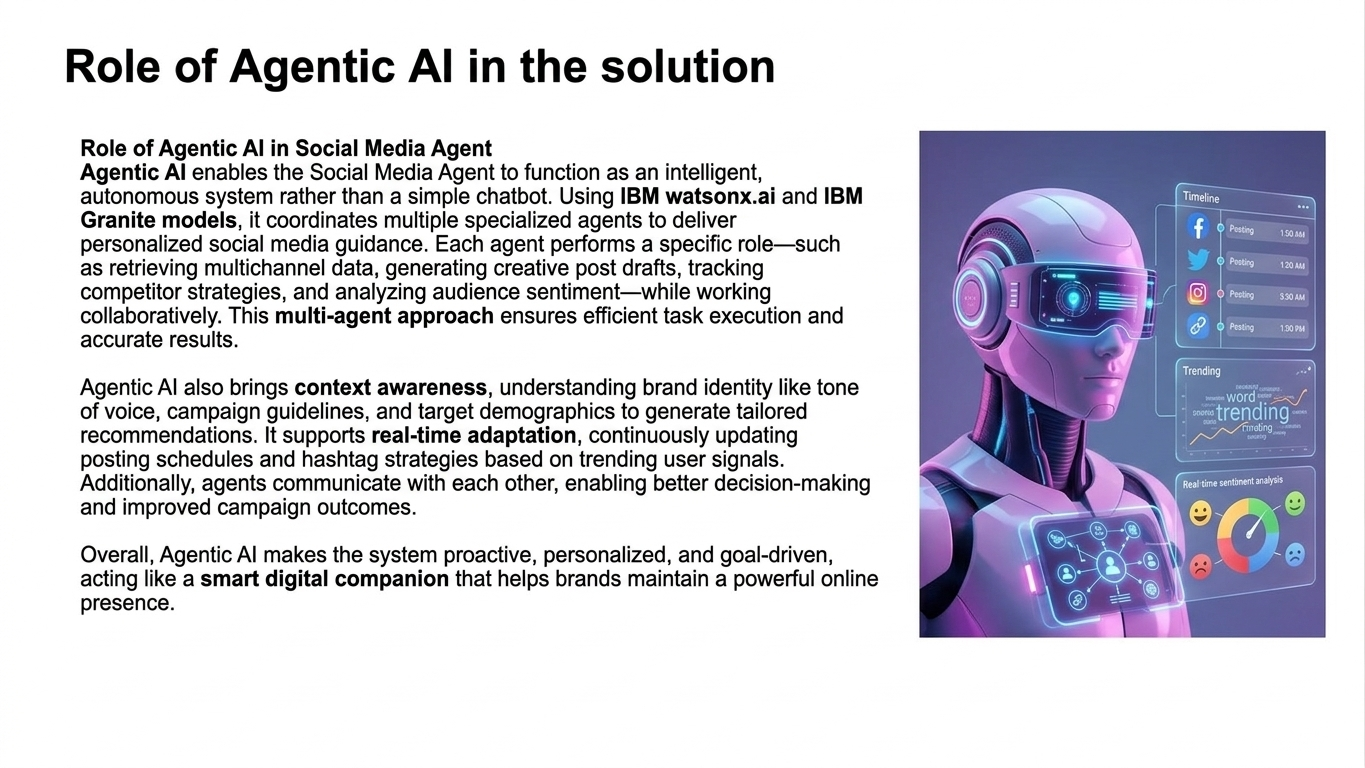 Role of Agentic AI in the solution
Role of Agentic AI in Social Media Agent
Agentic AI enables the Social Media Agent to function as an intelligent,
autonomous system rather than a simple chatbot. Using IBM watsonx.ai and IBM
Granite models, it coordinates multiple specialized agents to deliver
personalized social media guidance. Each agent performs a specific role—such
as retrieving multichannel data, generating creative post drafts, tracking
competitor strategies, and analyzing audience sentiment—while working
collaboratively. This multi-agent approach ensures efficient task execution and
accurate results.
Agentic AI also brings context awareness, understanding brand identity like tone
of voice, campaign guidelines, and target demographics to generate tailored
recommendations. It supports real-time adaptation, continuously updating
posting schedules and hashtag strategies based on trending user signals.
Additionally, agents communicate with each other, enabling better decision-making
and improved campaign outcomes.
Overall, Agentic AI makes the system proactive, personalized, and goal-driven,
acting like a smart digital companion that helps brands maintain a powerful online
presence.
Timeline
Posting 1:50 AM
Posting 1:20 AM
Posting 3:30 AM
Posting 1:30 PM
Trending
word
trending
Real-time sentiment analysis